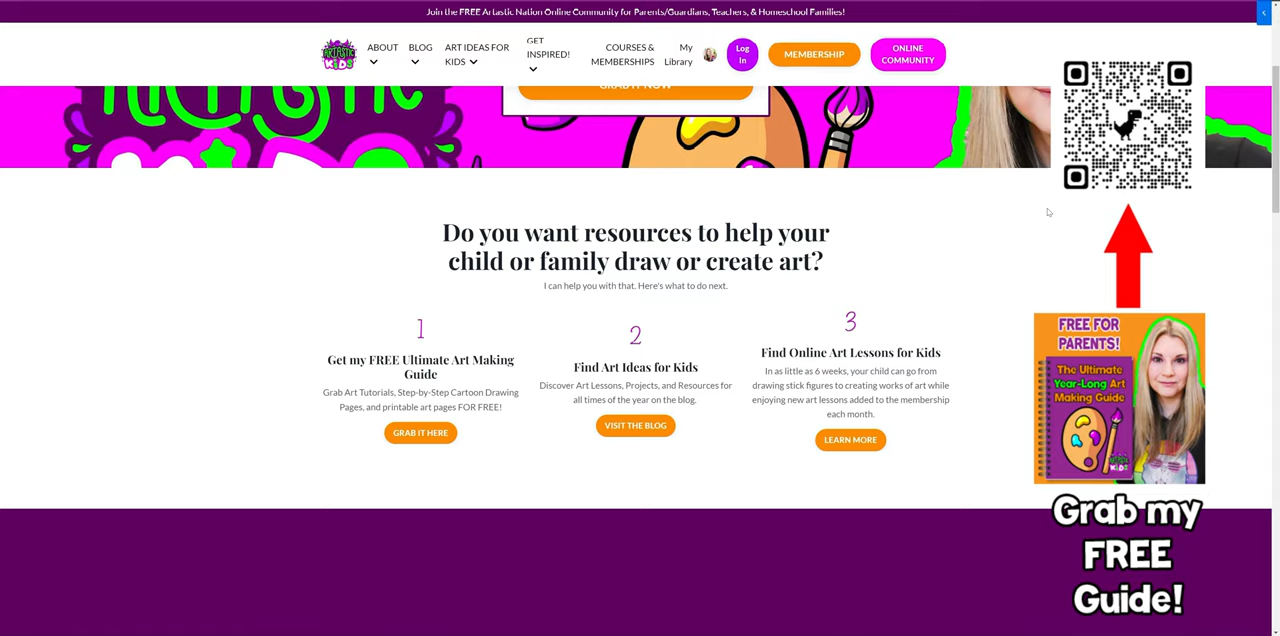 Join the FREE Artastic Nation Online Community for Parents/Guardians, Teachers, & Homeschool Families!
ARTASTIC
KIDS
ABOUT
BLOG
ART IDEAS FOR
KIDS
GET
INSPIRED!
COURSES &
MEMBERSHIPS
My
Library
Log
In
MEMBERSHIP
ONLINE
COMMUNITY
GRAB IT NOW
Do you want resources to help your
child or family draw or create art?
I can help you with that. Here's what to do next.
1
Get my FREE Ultimate Art Making
Guide
Grab Art Tutorials, Step-by-Step Cartoon Drawing
Pages, and printable art pages FOR FREE!
GRAB IT HERE
2
Find Art Ideas for Kids
Discover Art Lessons, Projects, and Resources for
all times of the year on the blog.
VISIT THE BLOG
3
Find Online Art Lessons for Kids
In as little as 6 weeks, your child can go from
drawing stick figures to creating works of art while
enjoying new art lessons added to the membership
each month.
LEARN MORE
FREE FOR
PARENTS!
The Ultimate
Year-Long Art
Making Guide
ARTASTIC
KIDS
Grab my
FREE
Guide!